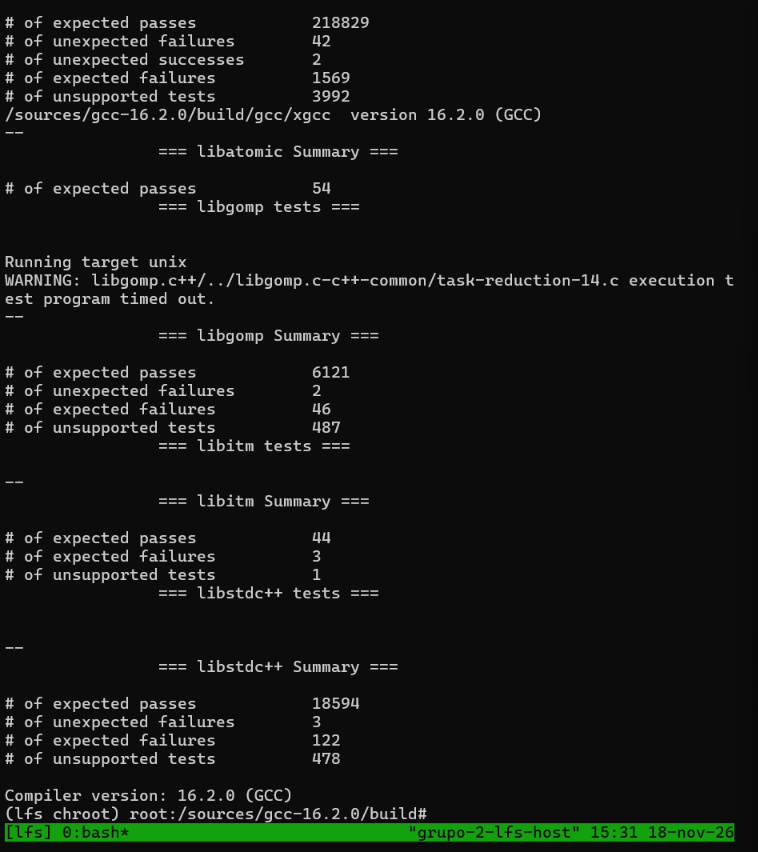 # of expected passes            218829
# of unexpected failures        42
# of unexpected successes       2
# of expected failures          1569
# of unsupported tests          3992
/sources/gcc-16.2.0/build/gcc/xgcc  version 16.2.0 (GCC)
--
                === libatomic Summary ===
# of expected passes            54
                === libgomp tests ===
Running target unix
WARNING: libgomp.c++/../libgomp.c-c++-common/task-reduction-14.c execution t
est program timed out.
--
                === libgomp Summary ===
# of expected passes            6121
# of unexpected failures        2
# of expected failures          46
# of unsupported tests          487
                === libitm tests ===
--
                === libitm Summary ===
# of expected passes            44
# of expected failures          3
# of unsupported tests          1
                === libstdc++ tests ===
--
                === libstdc++ Summary ===
# of expected passes            18594
# of unexpected failures        3
# of expected failures          122
# of unsupported tests          478
Compiler version: 16.2.0 (GCC)
(lfs chroot) root:/sources/gcc-16.2.0/build#
[lfs] 0:bash*                             "grupo-2-lfs-host" 15:31 18-nov-26